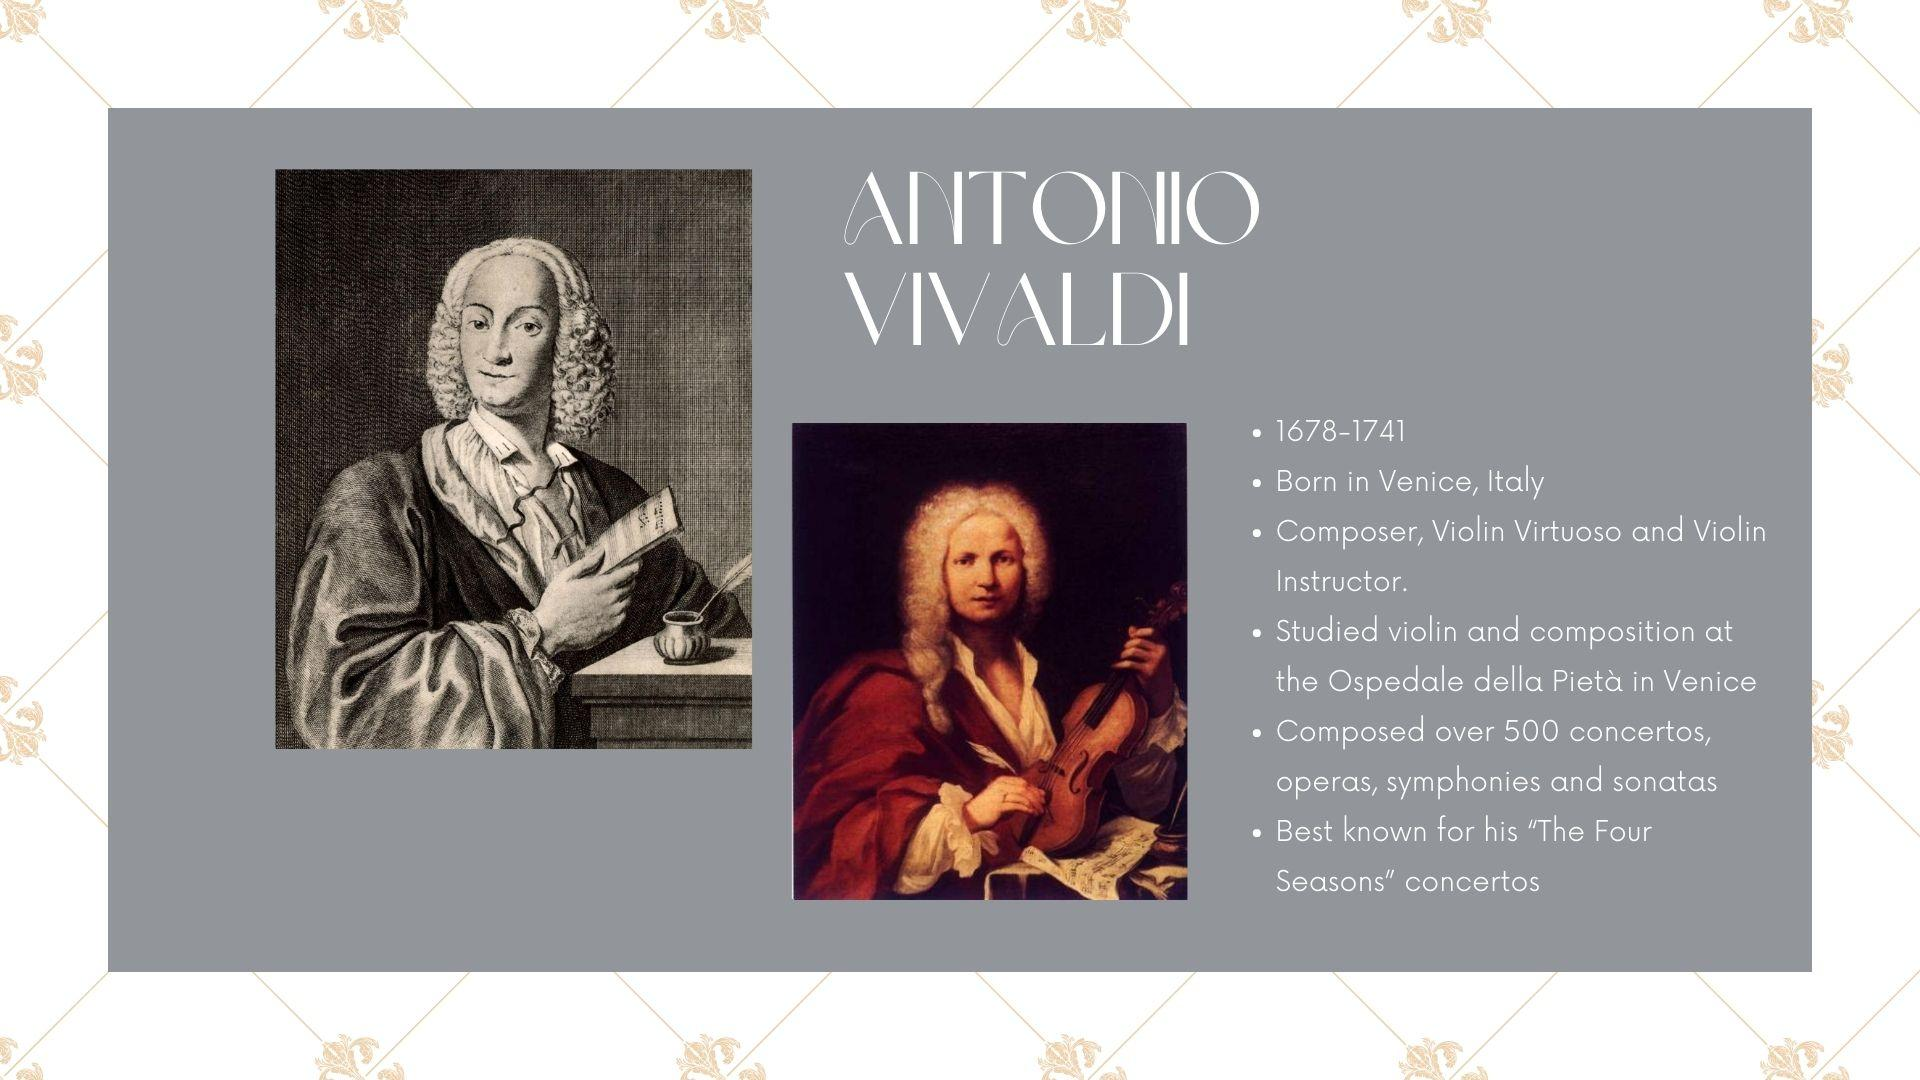 ANTONIO
VIVALDI
• 1678-1741
• Born in Venice, Italy
• Composer, Violin Virtuoso and Violin
Instructor.
• Studied violin and composition at
the Ospedale della Pietà in Venice
• Composed over 500 concertos,
operas, symphonies and sonatas
• Best known for his “The Four
Seasons” concertos